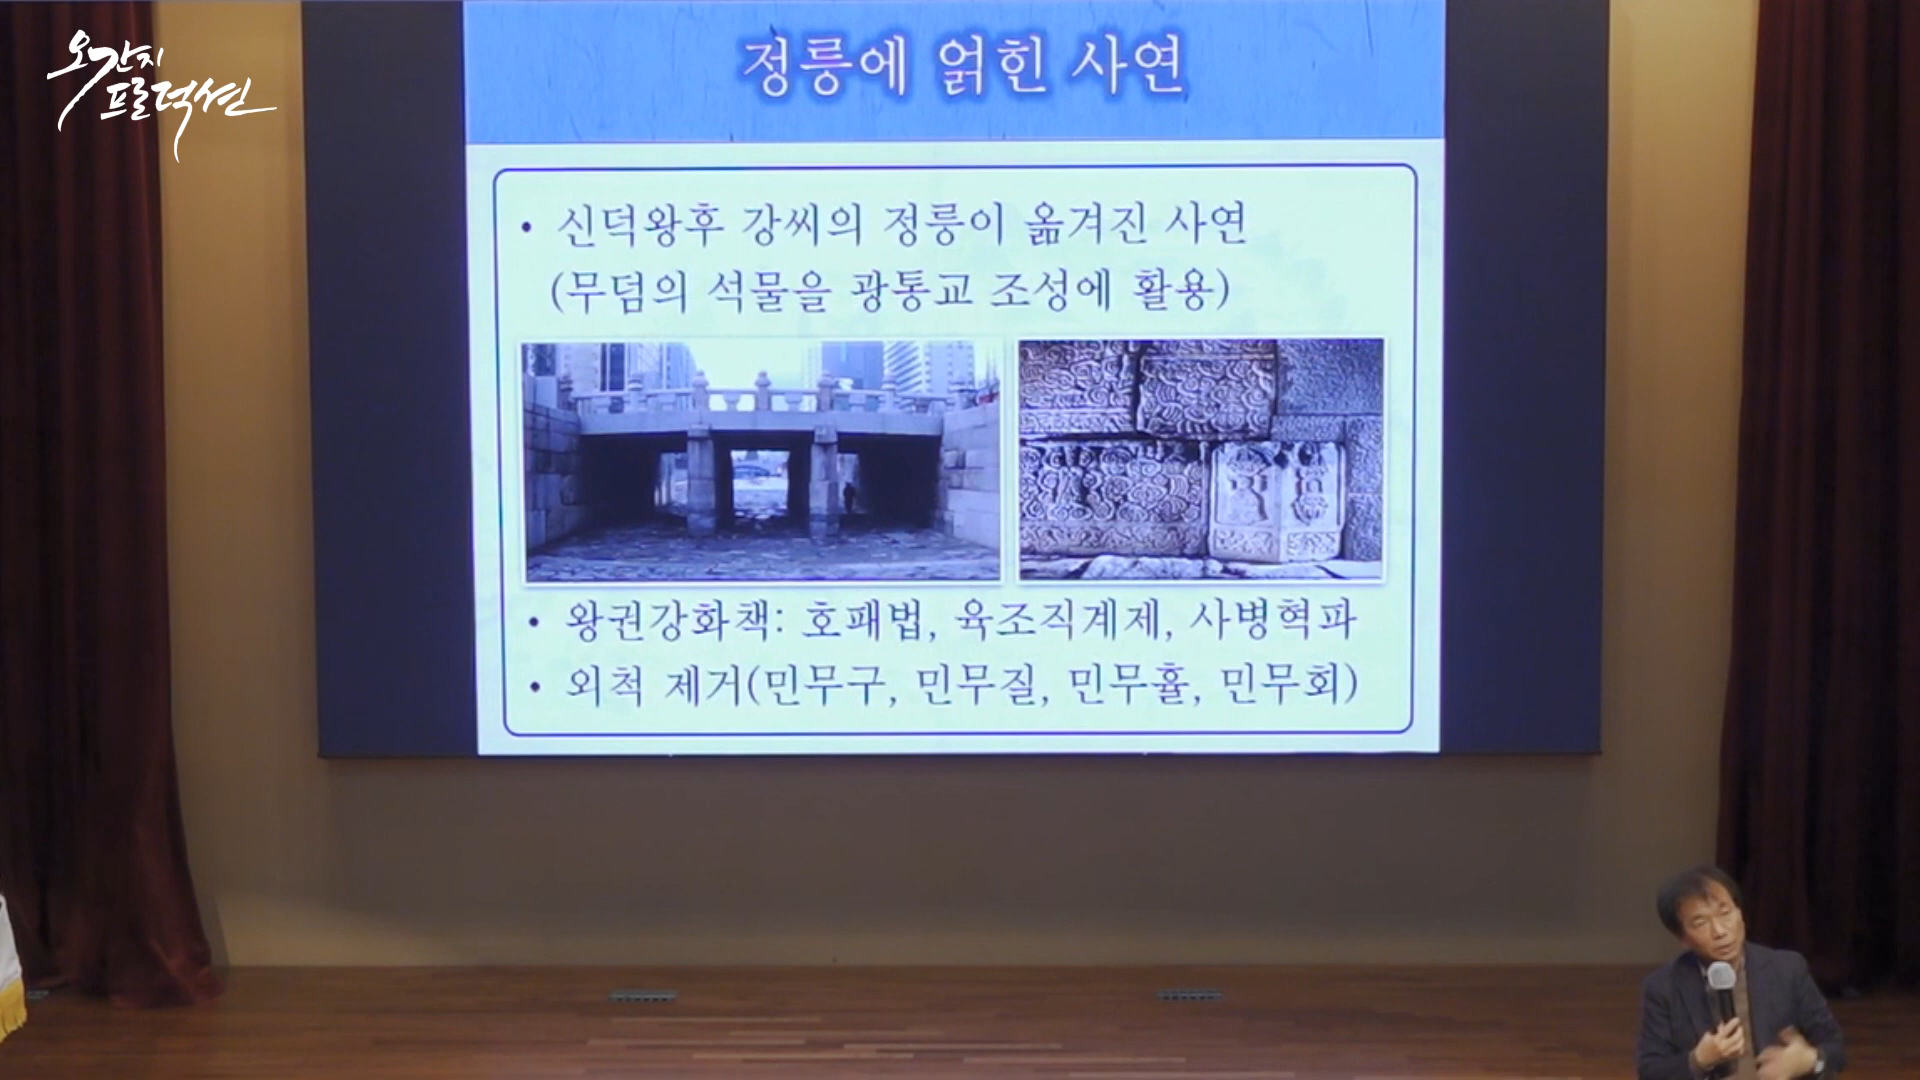 오간지
프로덕션
정릉에 얽힌 사연
• 신덕왕후 강씨의 정릉이 옮겨진 사연
(무덤의 석물을 광통교 조성에 활용)
• 왕권강화책: 호패법, 육조직계제, 사병혁파
• 외척 제거(민무구, 민무질, 민무휼, 민무회)